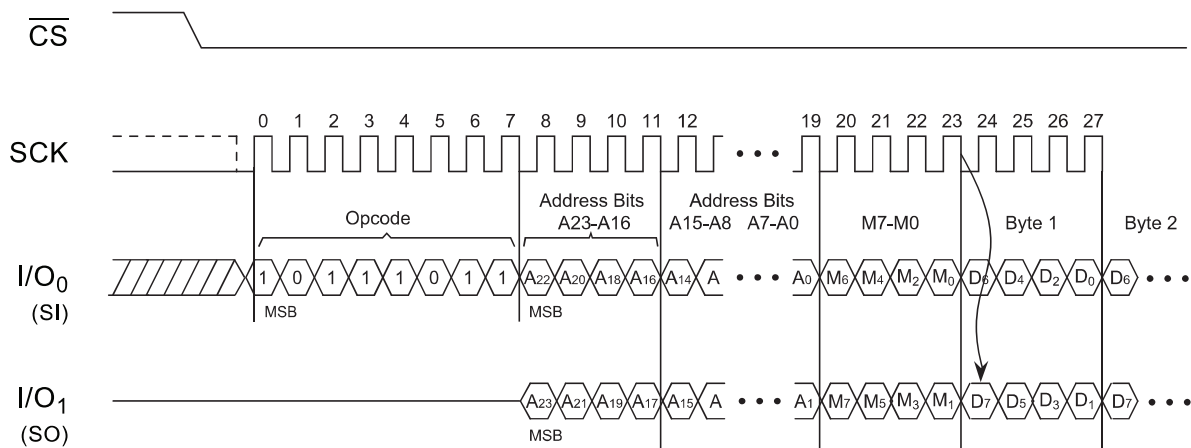 CS
0 1 2 3 4 5 6 7 8 9 10 11 12 19 20 21 22 23 24 25 26 27
SCK
• • •
Opcode
Address Bits
A23-A16
Address Bits
A15-A8 A7-A0
M7-M0
Byte 1
Byte 2
I/O0
(SI)
1 0 1 1 1 0 1 1 A22 A20 A18 A16 A14 A • • • A0 M6 M4 M2 M0 D6 D4 D2 D0 D6 • • •
MSB MSB
I/O1
(SO)
A23 A21 A19 A17 A15 A • • • A1 M7 M5 M3 M1 D7 D5 D3 D1 D7 • • •
MSB